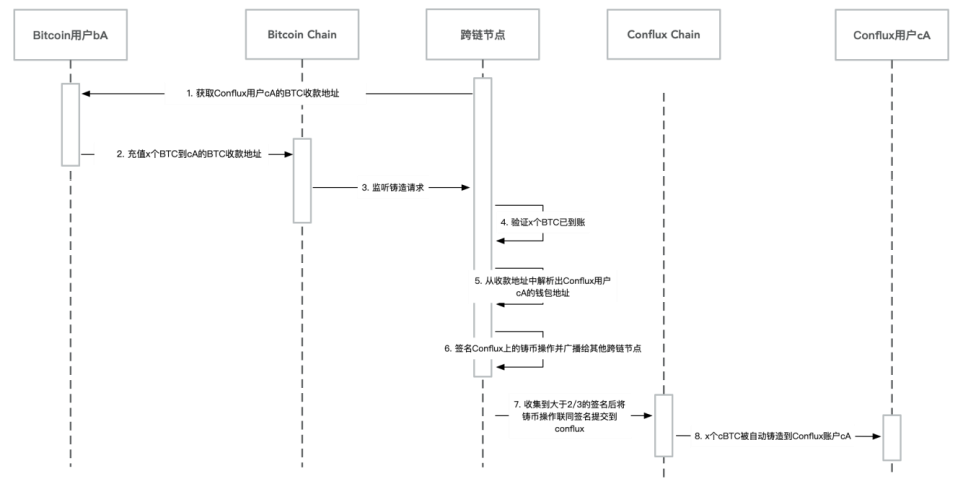 Bitcoin用户bA
Bitcoin Chain
跨链节点
Conflux Chain
Conflux用户cA
1. 获取Conflux用户cA的BTC收款地址
2. 充值x个BTC到cA的BTC收款地址
3. 监听铸造请求
4. 验证x个BTC已到账
5. 从收款地址中解析出Conflux用户
cA的钱包地址
6. 签名Conflux上的铸币操作并广播给其他跨链节点
7. 收集到大于2/3的签名后将
铸币操作联同签名提交到
conflux
8. x个cBTC被自动铸造到Conflux账户cA